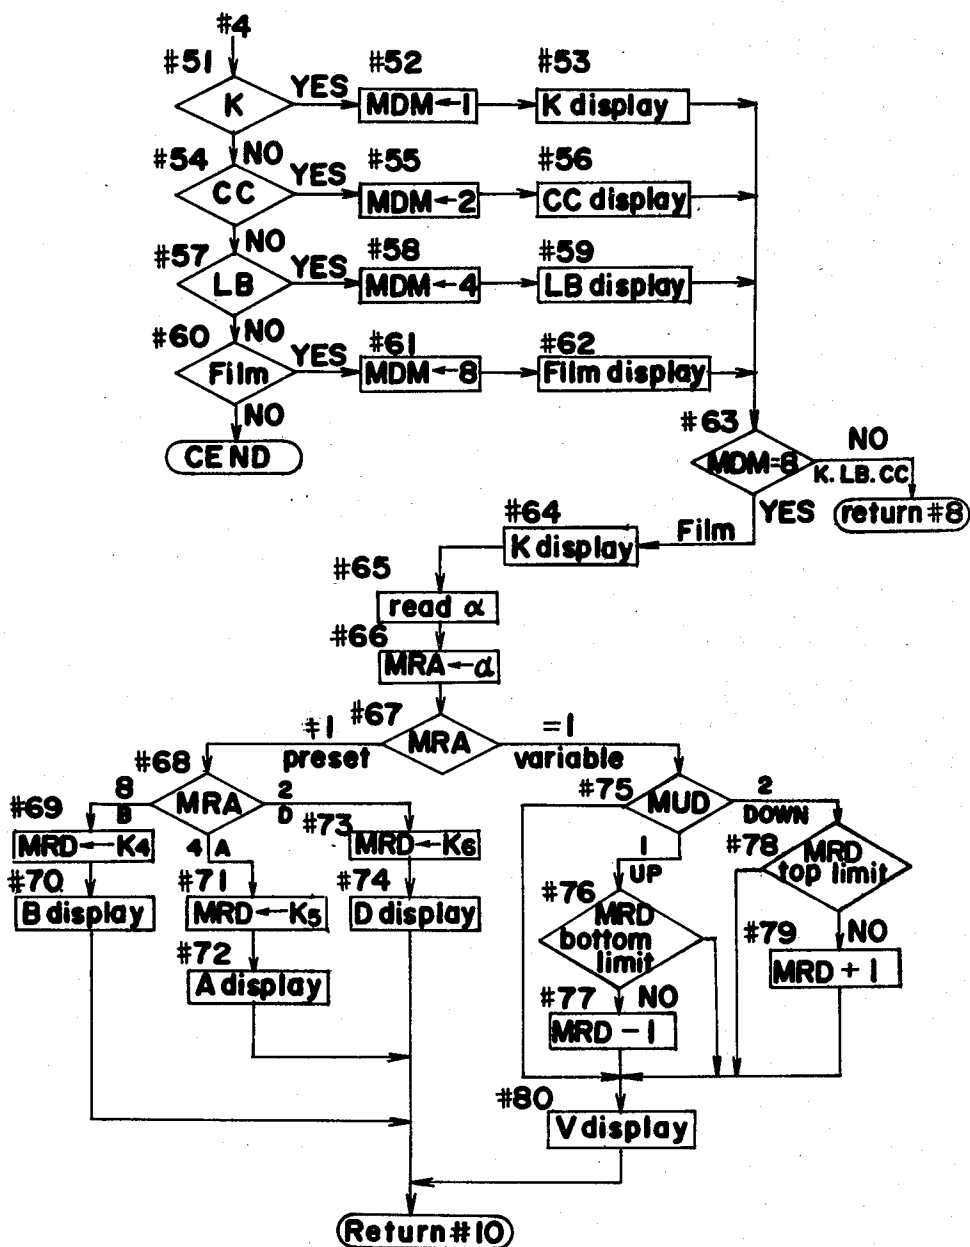 #4
#51
K
YES
#52
MDM←1
#53
K display
NO
#54
CC
YES
#55
MDM←2
#56
CC display
NO
#57
LB
YES
#58
MDM←4
#59
LB display
NO
#60
Film
YES
#61
MDM←8
#62
Film display
NO
CEND
#63
MDM=8
NO
K. LB. CC
return #8
YES
Film
#64
K display
#65
read α
#66
MRA←α
#67
MRA
≠1
preset
=1
variable
#68
MRA
8
B
4 A
2
D
#69
MRD←K4
#70
B display
#71
MRD←K5
#72
A display
#73
MRD←K6
#74
D display
#75
MUD
1
UP
2
DOWN
#76
MRD
bottom
limit
NO
#77
MRD - 1
#78
MRD
top limit
NO
#79
MRD + 1
#80
V display
Return #10